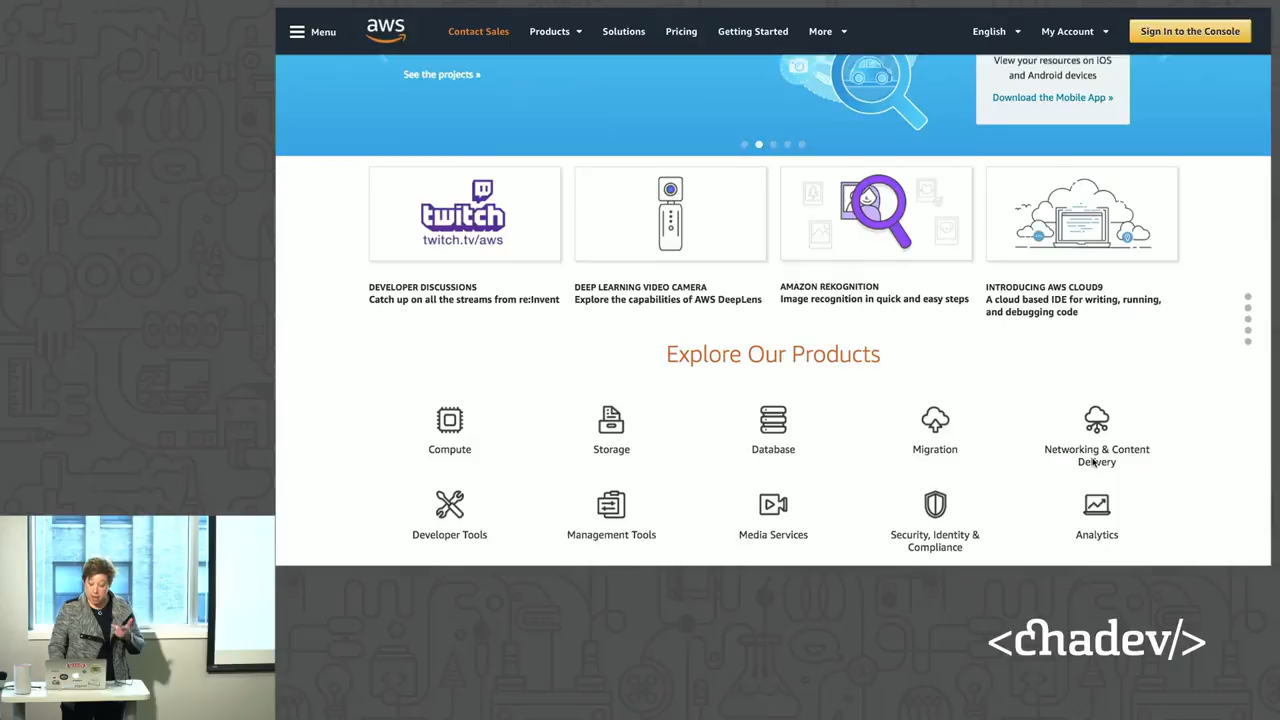 Menu
aws
Contact Sales
Products
Solutions
Pricing
Getting Started
More
English
My Account
Sign In to the Console
See the projects »
View your resources on iOS
and Android devices
Download the Mobile App »
twitch
twitch.tv/aws
DEVELOPER DISCUSSIONS
Catch up on all the streams from re:Invent
DEEP LEARNING VIDEO CAMERA
Explore the capabilities of AWS DeepLens
AMAZON REKOGNITION
Image recognition in quick and easy steps
INTRODUCING AWS CLOUD9
A cloud based IDE for writing, running,
and debugging code
Explore Our Products
Compute
Storage
Database
Migration
Networking & Content
Delivery
Developer Tools
Management Tools
Media Services
Security, Identity &
Compliance
Analytics
<chadev/>